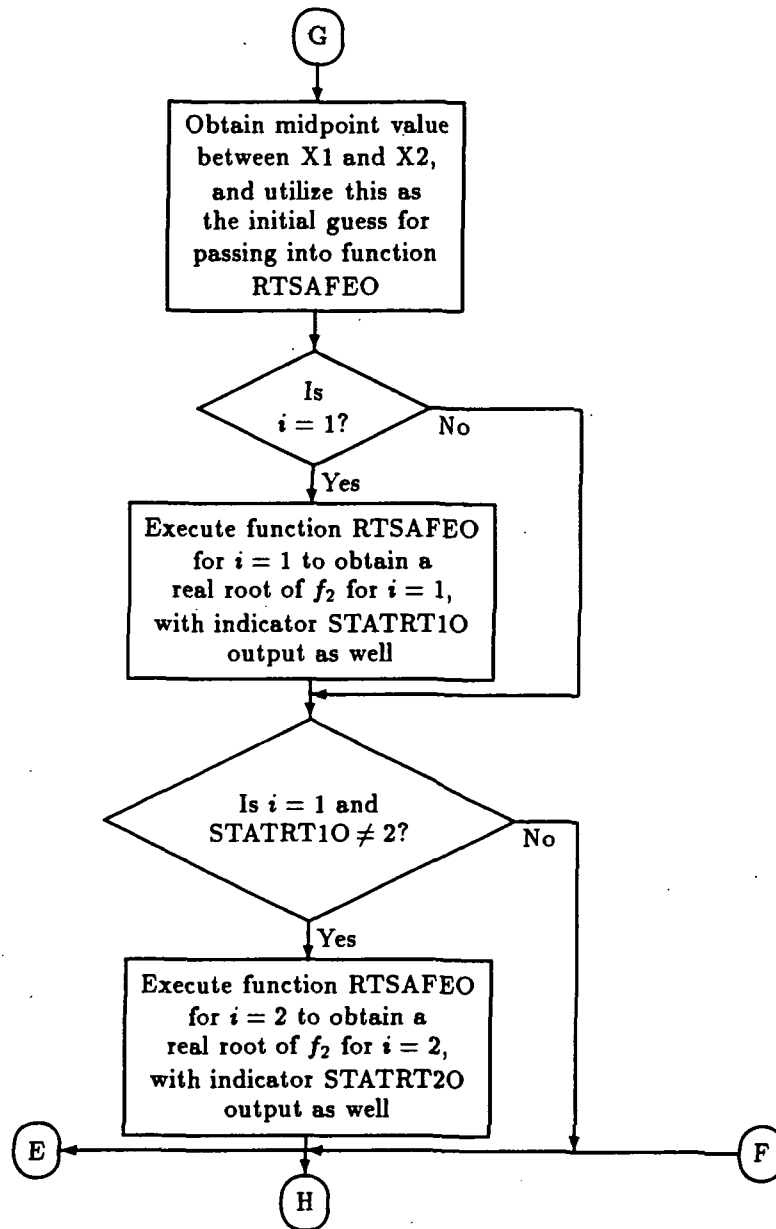 G
Obtain midpoint value
between X1 and X2,
and utilize this as
the initial guess for
passing into function
RTSAFEO
Is
i = 1?
No
Yes
Execute function RTSAFEO
for i = 1 to obtain a
real root of f₂ for i = 1,
with indicator STATRT1O
output as well
Is i = 1 and
STATRT1O ≠ 2?
No
Yes
Execute function RTSAFEO
for i = 2 to obtain a
real root of f₂ for i = 2,
with indicator STATRT2O
output as well
E
F
H